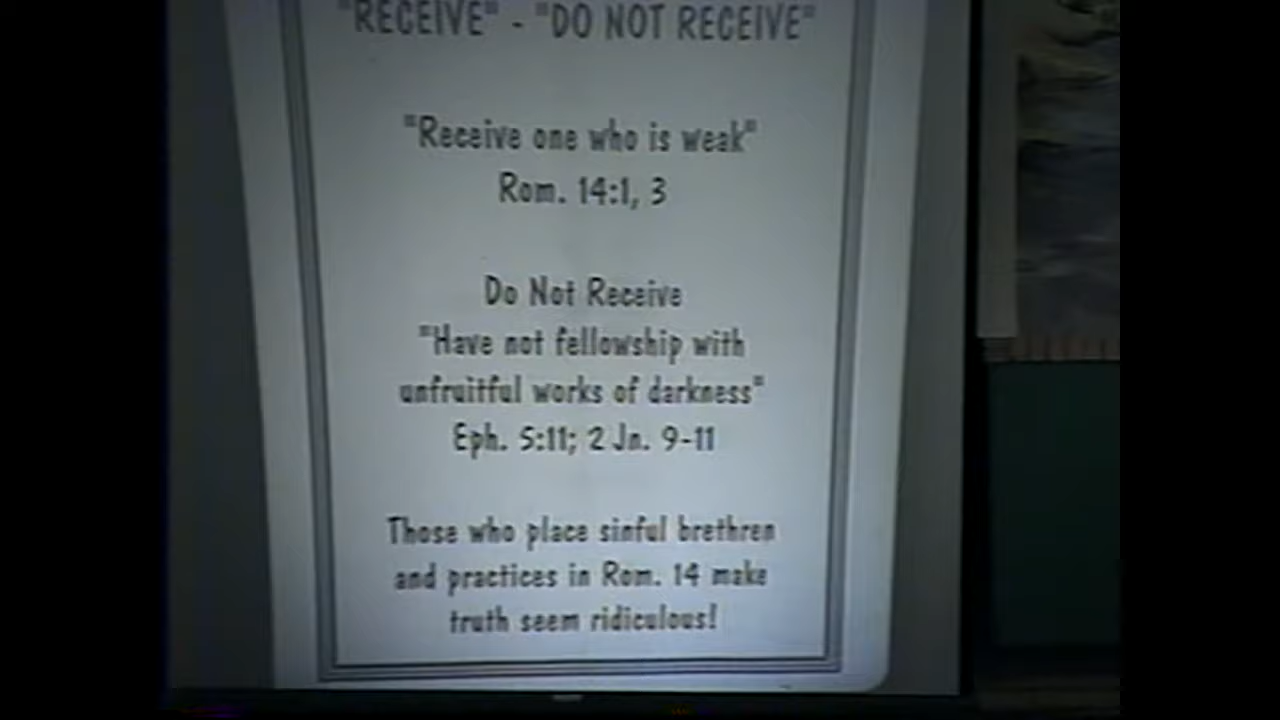 "RECEIVE" - "DO NOT RECEIVE"
"Receive one who is weak"
Rom. 14:1, 3
Do Not Receive
"Have not fellowship with
unfruitful works of darkness"
Eph. 5:11; 2 Jn. 9-11
Those who place sinful brethren
and practices in Rom. 14 make
truth seem ridiculous!